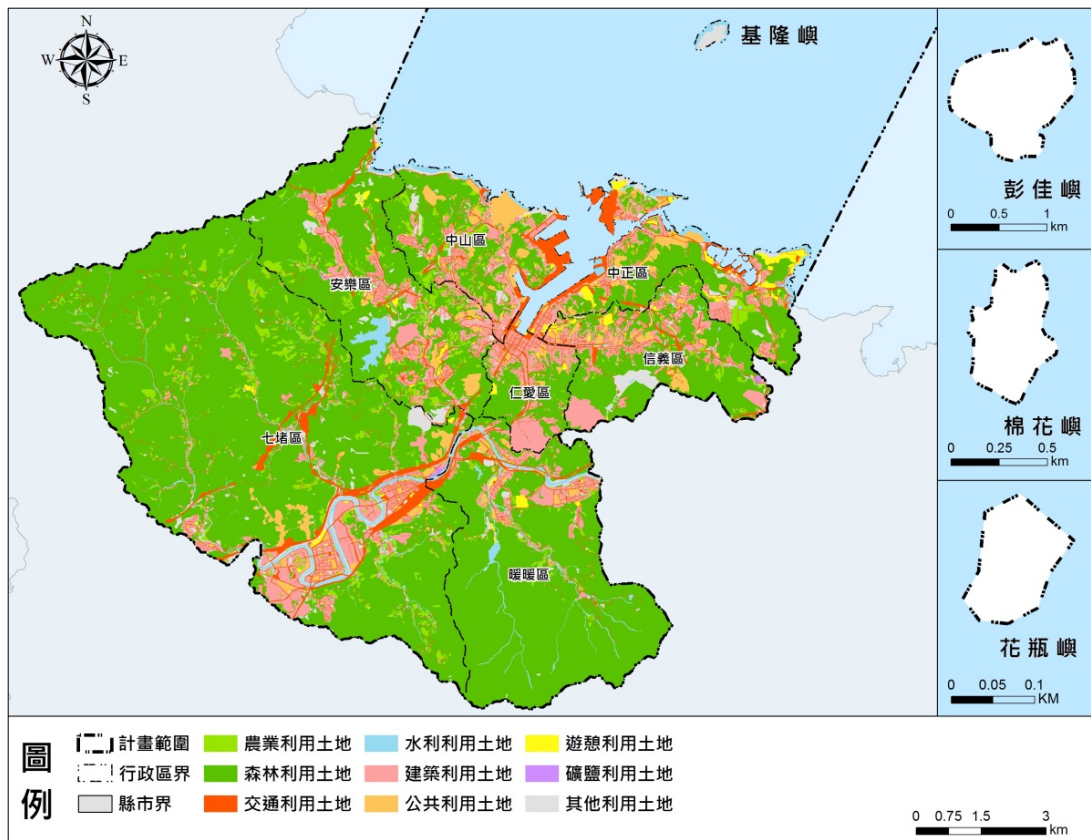 N
W E
S
基隆嶼
中山區
安樂區
中正區
信義區
仁愛區
七堵區
暖暖區
彭佳嶼
0 0.5 1
km
棉花嶼
0 0.25 0.5
km
花瓶嶼
0 0.05 0.1
KM
圖例
計畫範圍
行政區界
縣市界
農業利用土地
森林利用土地
交通利用土地
水利利用土地
建築利用土地
公共利用土地
遊憩利用土地
礦鹽利用土地
其他利用土地
0 0.75 1.5 3
km